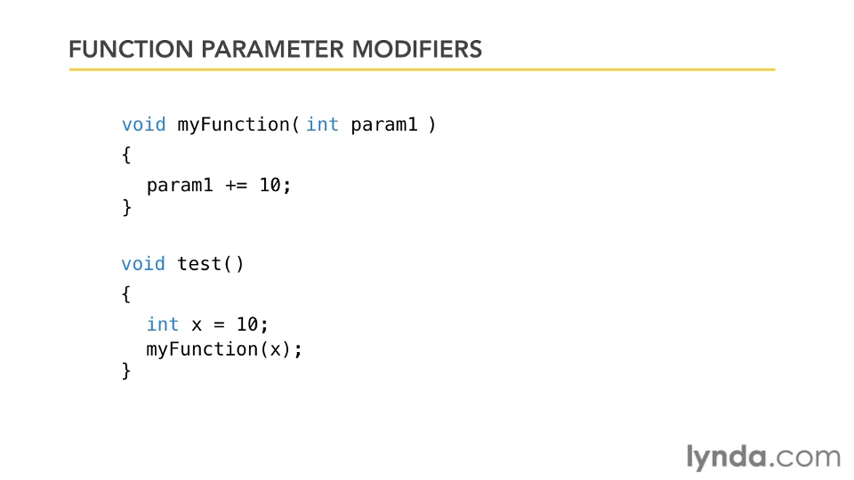 FUNCTION PARAMETER MODIFIERS
void myFunction( int param1 )
{
param1 += 10;
}
void test()
{
int x = 10;
myFunction(x);
}
lynda.com